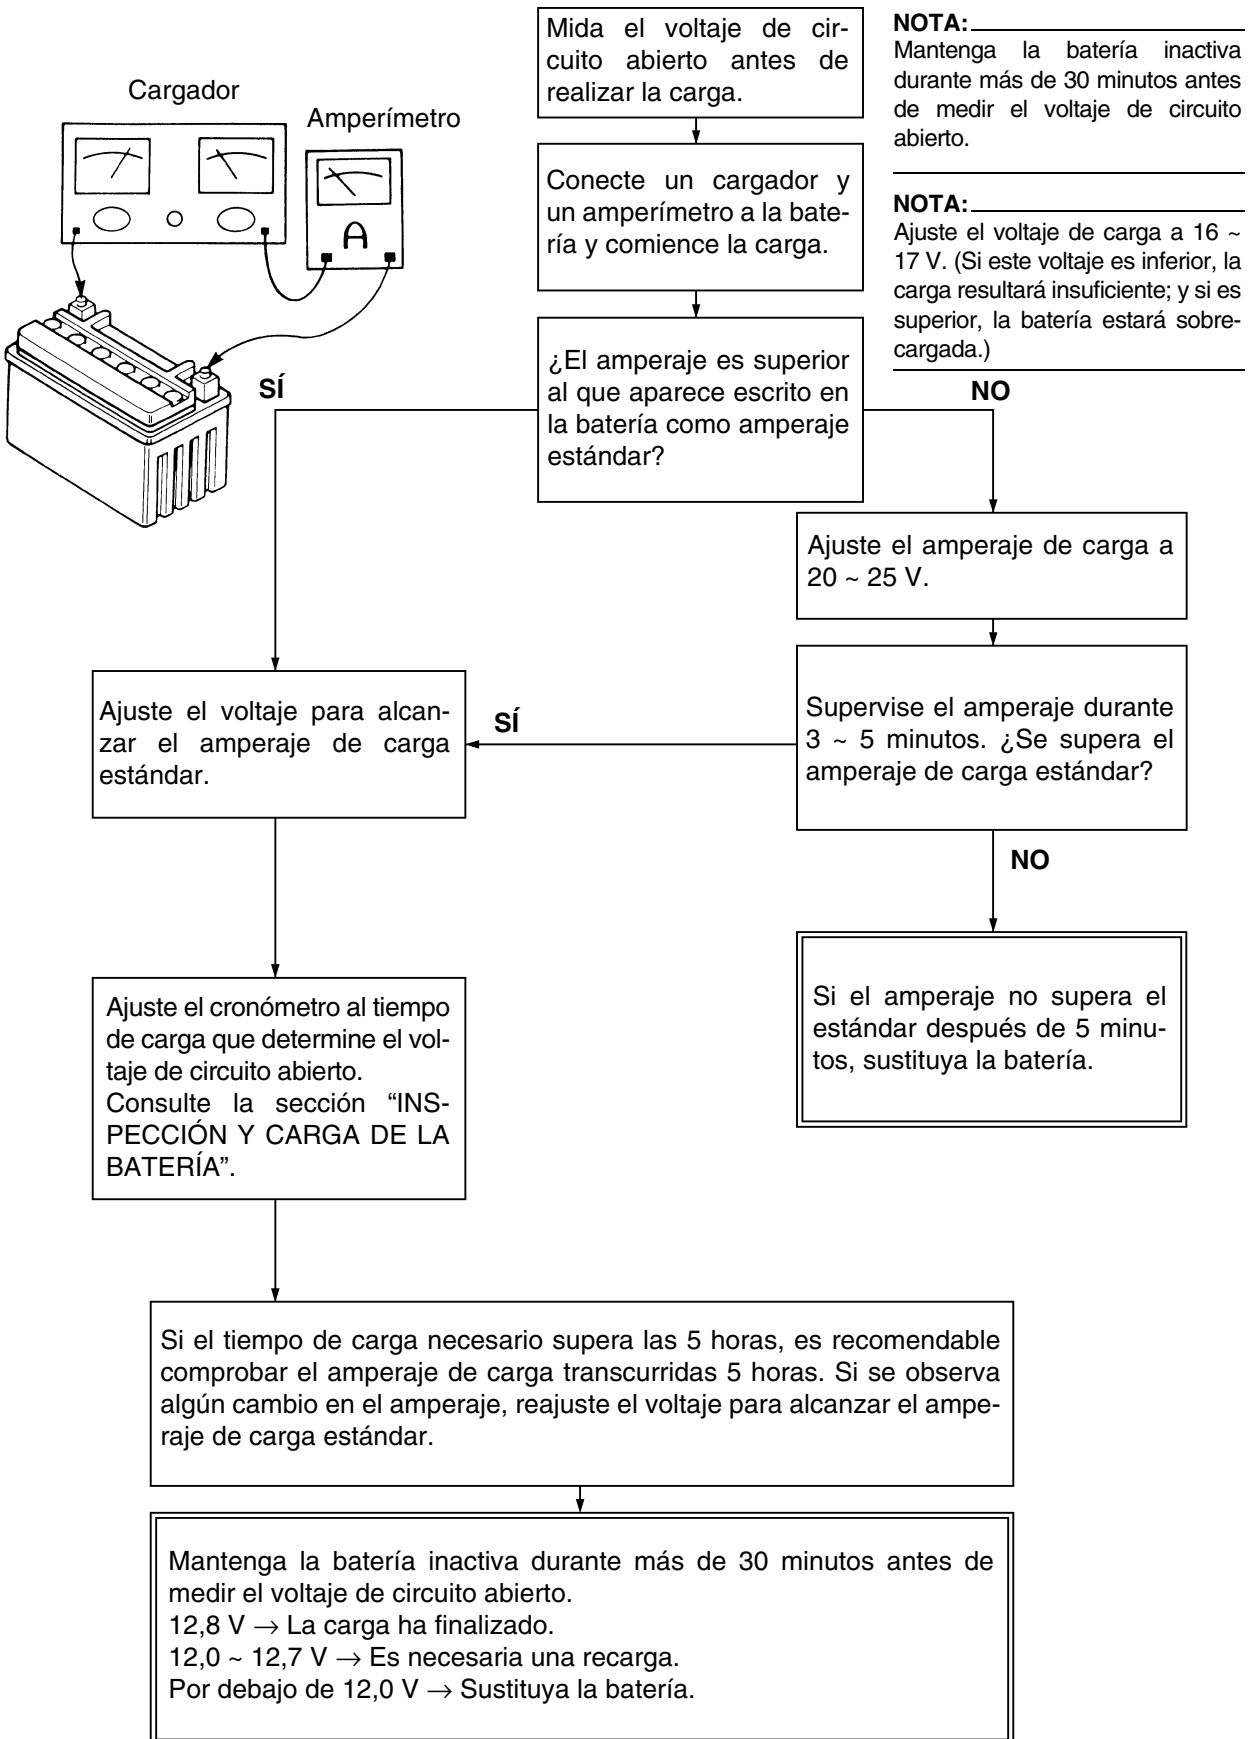 Cargador
Amperímetro
A
Mida el voltaje de cir-
cuito abierto antes de
realizar la carga.
NOTA:
Mantenga la batería inactiva
durante más de 30 minutos antes
de medir el voltaje de circuito
abierto.
Conecte un cargador y
un amperímetro a la bate-
ría y comience la carga.
NOTA:
Ajuste el voltaje de carga a 16 ~
17 V. (Si este voltaje es inferior, la
carga resultará insuficiente; y si es
superior, la batería estará sobre-
cargada.)
¿El amperaje es superior
al que aparece escrito en
la batería como amperaje
estándar?
SÍ
NO
Ajuste el amperaje de carga a
20 ~ 25 V.
Supervise el amperaje durante
3 ~ 5 minutos. ¿Se supera el
amperaje de carga estándar?
SÍ
Ajuste el voltaje para alcan-
zar el amperaje de carga
estándar.
NO
Si el amperaje no supera el
estándar después de 5 minu-
tos, sustituya la batería.
Ajuste el cronómetro al tiempo
de carga que determine el vol-
taje de circuito abierto.
Consulte la sección “INS-
PECCIÓN Y CARGA DE LA
BATERÍA”.
Si el tiempo de carga necesario supera las 5 horas, es recomendable
comprobar el amperaje de carga transcurridas 5 horas. Si se observa
algún cambio en el amperaje, reajuste el voltaje para alcanzar el ampe-
raje de carga estándar.
Mantenga la batería inactiva durante más de 30 minutos antes de
medir el voltaje de circuito abierto.
12,8 V → La carga ha finalizado.
12,0 ~ 12,7 V → Es necesaria una recarga.
Por debajo de 12,0 V → Sustituya la batería.